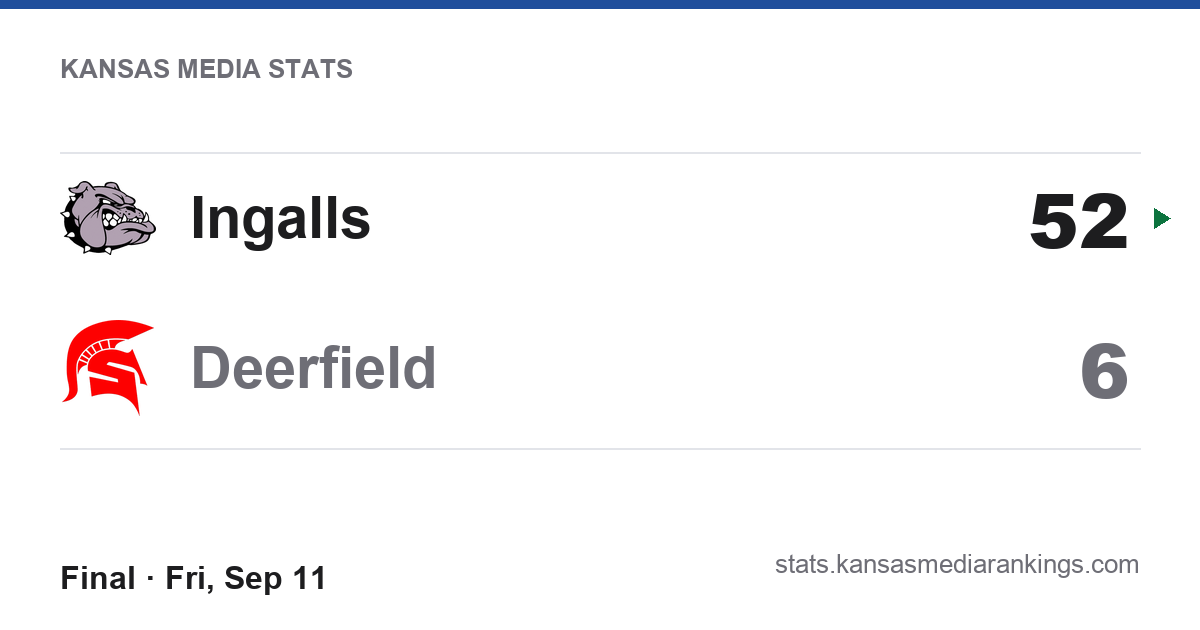 KANSAS MEDIA STATS
Ingalls 52
Deerfield 6
Final · Fri, Sep 11
stats.kansasmediarankings.com